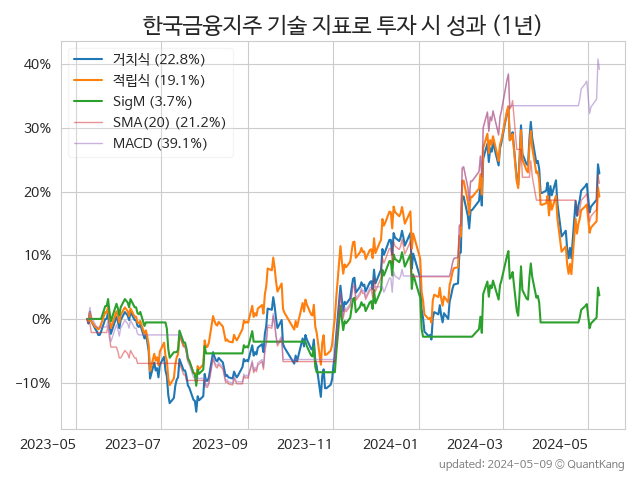 한국금융지주 기술 지표로 투자 시 성과 (1년)
거치식 (22.8%)
적립식 (19.1%)
SigM (3.7%)
SMA(20) (21.2%)
MACD (39.1%)
40%
30%
20%
10%
0%
−10%
2023-05 2023-07 2023-09 2023-11 2024-01 2024-03 2024-05
updated: 2024-05-09 © QuantKang